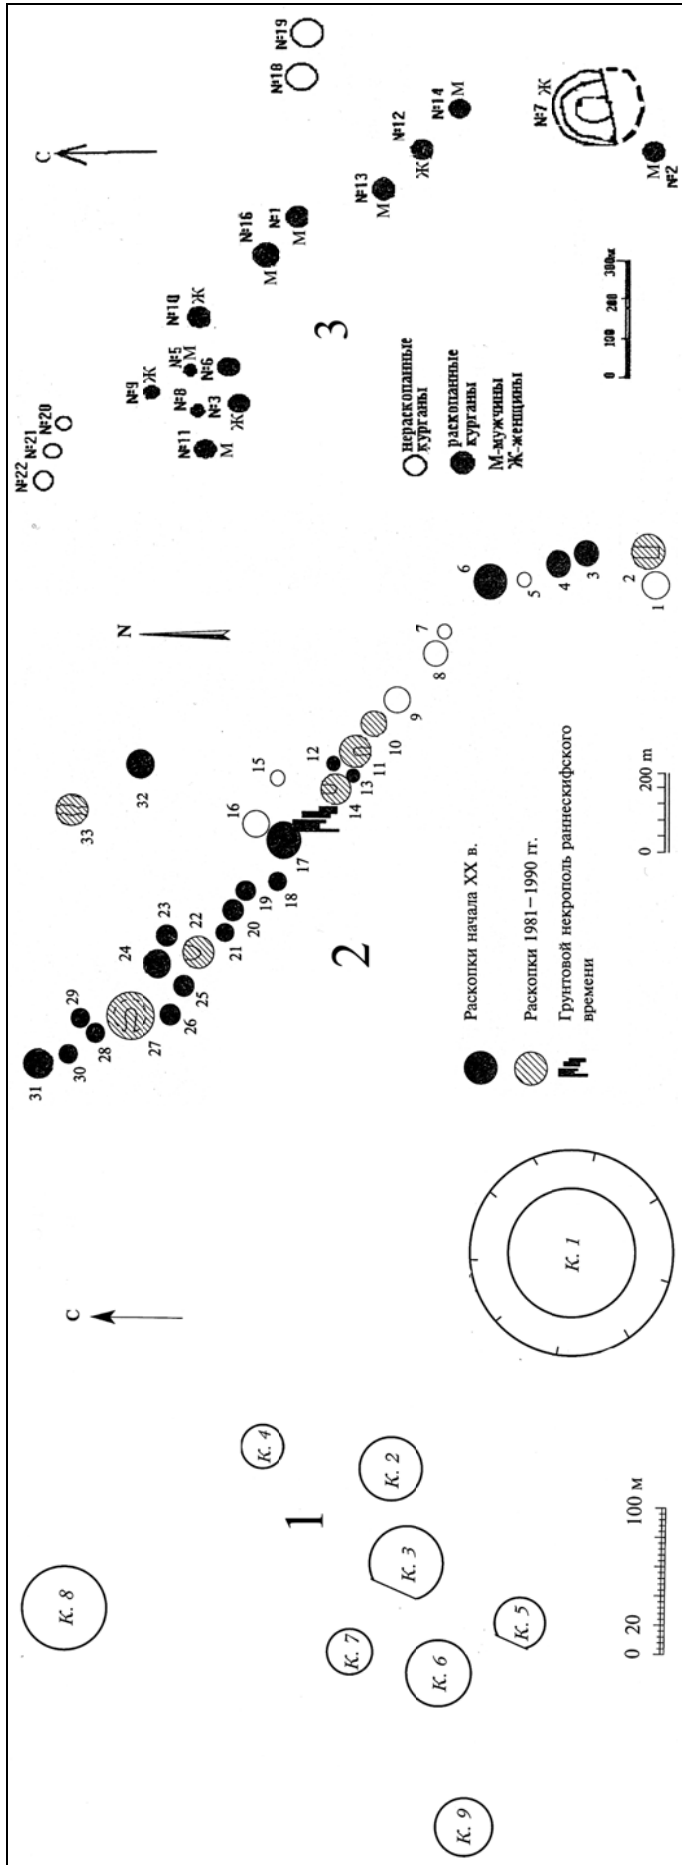 С
К. 8
К. 4
К. 7
К. 2
К. 3
К. 6
К. 9
К. 5
К. 1
1
0 20 100 м
N
31
30
29
28
33
32
24
23
27
26
25
22
21
20
19
18
16
15
17
12
14
13
11
10
9
8
7
6
5
4
3
2
1
2
Раскопки начала XX в.
Раскопки 1981–1990 гг.
Грунтовой некрополь раннескифского
времени
0 200 m
С
№22
№21
№20
№18
№19
№9
Ж
№5
М
№10
Ж
№8
№11
М
№3
Ж
№6
№16
М
№1
М
№13
М
№12
Ж
№14
М
№7 Ж
М
№2
3
нераскопанные
курганы
раскопанные
курганы
М-мужчины
Ж-женщины
0 100 200 300м